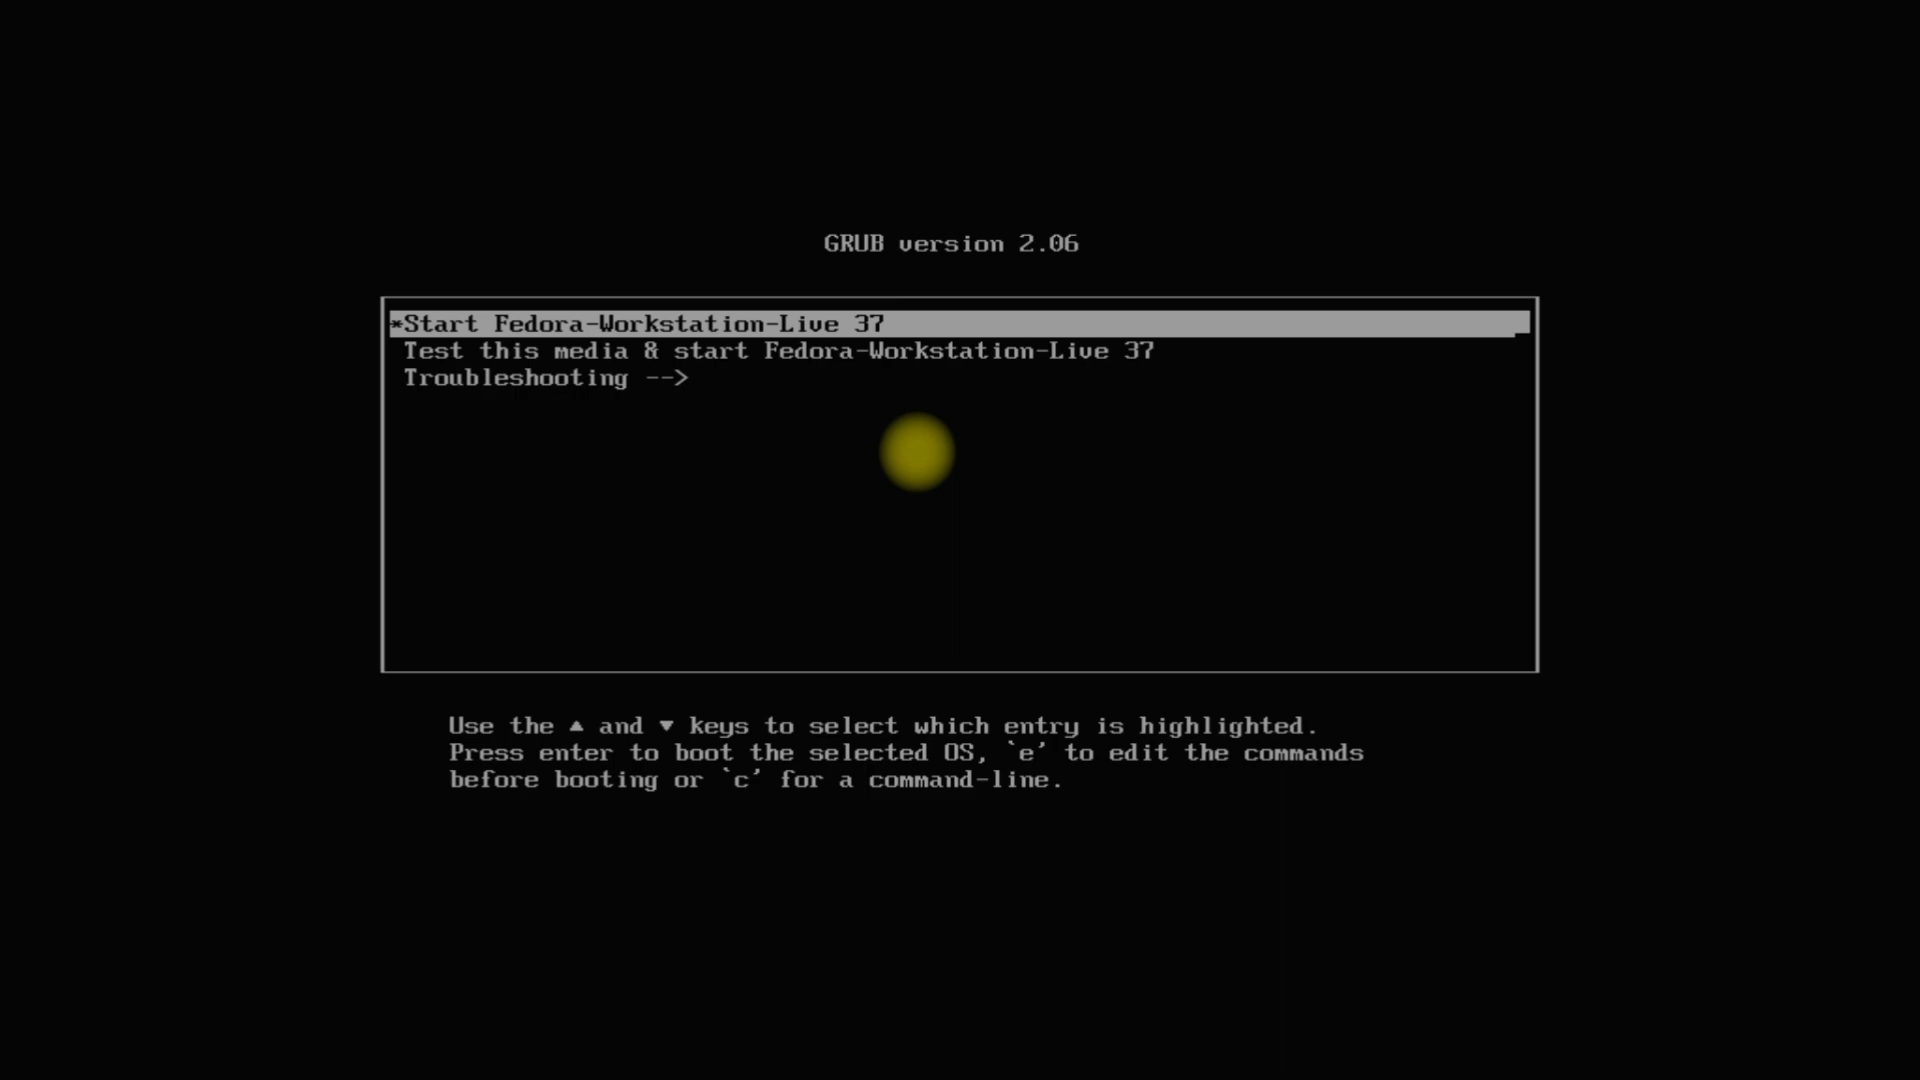 GRUB version 2.06
*Start Fedora-Workstation-Live 37
Test this media & start Fedora-Workstation-Live 37
Troubleshooting -->
Use the ▲ and ▼ keys to select which entry is highlighted.
Press enter to boot the selected OS, `e' to edit the commands
before booting or `c' for a command-line.